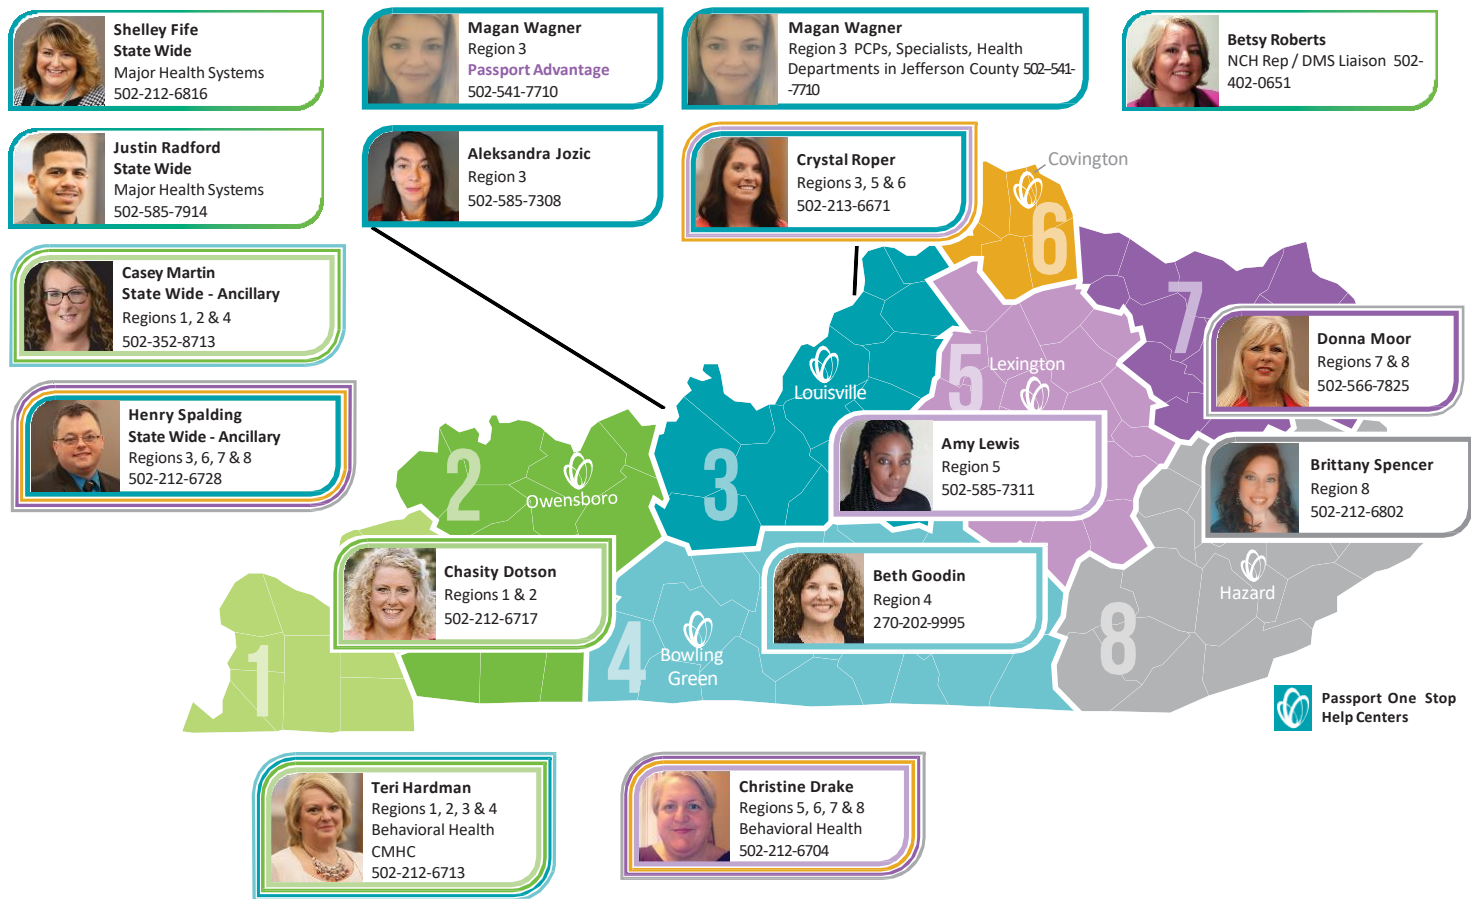 Shelley Fife
State Wide
Major Health Systems
502-212-6816
Magan Wagner
Region 3
Passport Advantage
502-541-7710
Magan Wagner
Region 3 PCPs, Specialists, Health
Departments in Jefferson County 502–541-
-7710
Betsy Roberts
NCH Rep / DMS Liaison 502-
402-0651
Justin Radford
State Wide
Major Health Systems
502-585-7914
Aleksandra Jozic
Region 3
502-585-7308
Crystal Roper
Regions 3, 5 & 6
502-213-6671
Covington
6
Casey Martin
State Wide - Ancillary
Regions 1, 2 & 4
502-352-8713
7
Donna Moor
Regions 7 & 8
502-566-7825
5
Lexington
Louisville
Henry Spalding
State Wide - Ancillary
Regions 3, 6, 7 & 8
502-212-6728
2
Owensboro
3
Amy Lewis
Region 5
502-585-7311
Brittany Spencer
Region 8
502-212-6802
Chasity Dotson
Regions 1 & 2
502-212-6717
Beth Goodin
Region 4
270-202-9995
Hazard
8
1
4
Bowling
Green
Passport One Stop
Help Centers
Teri Hardman
Regions 1, 2, 3 & 4
Behavioral Health
CMHC
502-212-6713
Christine Drake
Regions 5, 6, 7 & 8
Behavioral Health
502-212-6704